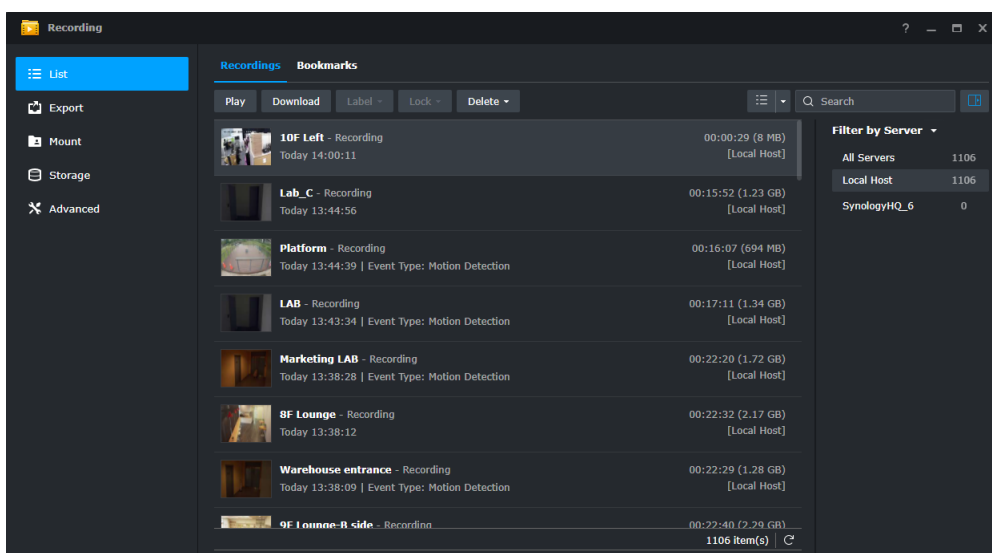 Recording
?
List
Export
Mount
Storage
Advanced
Recordings Bookmarks
Play Download Label Lock Delete
Search
10F Left - Recording 00:00:29 (8 MB)
Today 14:00:11 [Local Host]
Lab_C - Recording 00:15:52 (1.23 GB)
Today 13:44:56 [Local Host]
Platform - Recording 00:16:07 (694 MB)
Today 13:44:39 | Event Type: Motion Detection [Local Host]
LAB - Recording 00:17:11 (1.34 GB)
Today 13:43:34 | Event Type: Motion Detection [Local Host]
Marketing LAB - Recording 00:22:20 (1.72 GB)
Today 13:38:28 | Event Type: Motion Detection [Local Host]
8F Lounge - Recording 00:22:32 (2.17 GB)
Today 13:38:12 [Local Host]
Warehouse entrance - Recording 00:22:29 (1.28 GB)
Today 13:38:09 | Event Type: Motion Detection [Local Host]
9F Lounge-B side - Recording 00:22:40 (2.29 GB)
1106 item(s)
Filter by Server
All Servers 1106
Local Host 1106
SynologyHQ_6 0